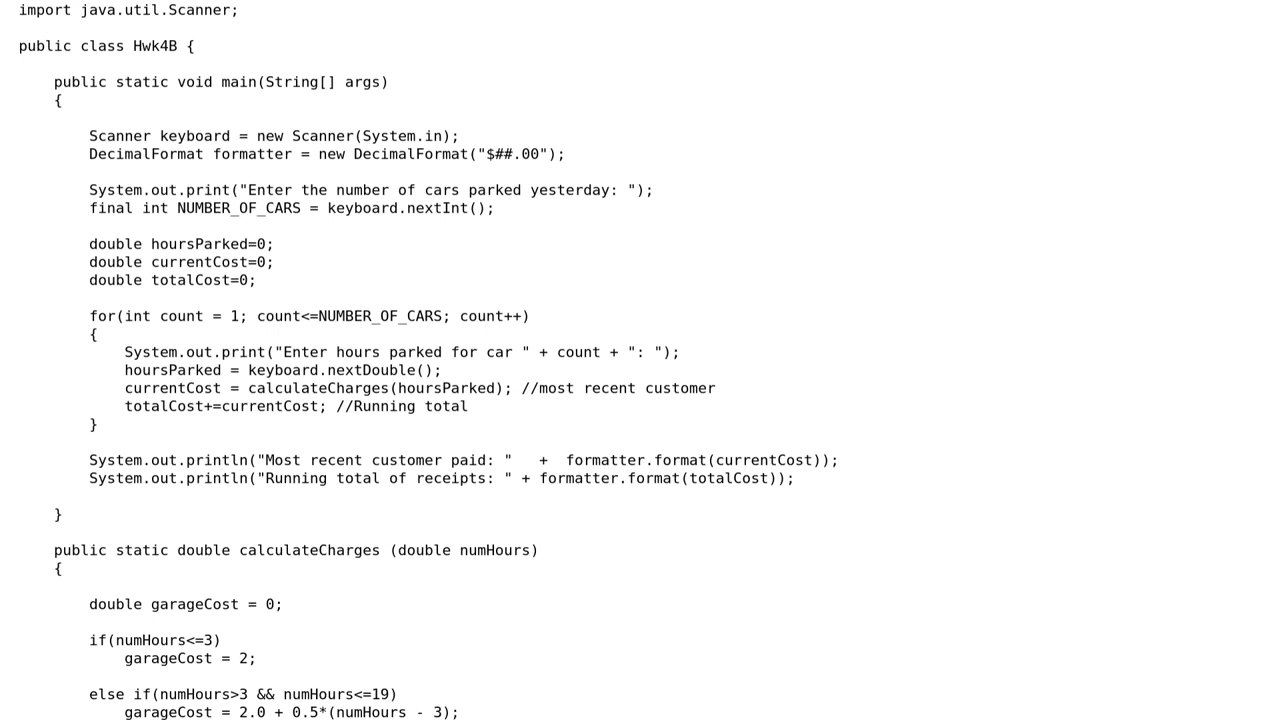 import java.util.Scanner;
public class Hwk4B {
public static void main(String[] args)
{
Scanner keyboard = new Scanner(System.in);
DecimalFormat formatter = new DecimalFormat("$##.00");
System.out.print("Enter the number of cars parked yesterday: ");
final int NUMBER_OF_CARS = keyboard.nextInt();
double hoursParked=0;
double currentCost=0;
double totalCost=0;
for(int count = 1; count<=NUMBER_OF_CARS; count++)
{
System.out.print("Enter hours parked for car " + count + ": ");
hoursParked = keyboard.nextDouble();
currentCost = calculateCharges(hoursParked); //most recent customer
totalCost+=currentCost; //Running total
}
System.out.println("Most recent customer paid: "   +  formatter.format(currentCost));
System.out.println("Running total of receipts: " + formatter.format(totalCost));
}
public static double calculateCharges (double numHours)
{
double garageCost = 0;
if(numHours<=3)
garageCost = 2;
else if(numHours>3 && numHours<=19)
garageCost = 2.0 + 0.5*(numHours - 3);